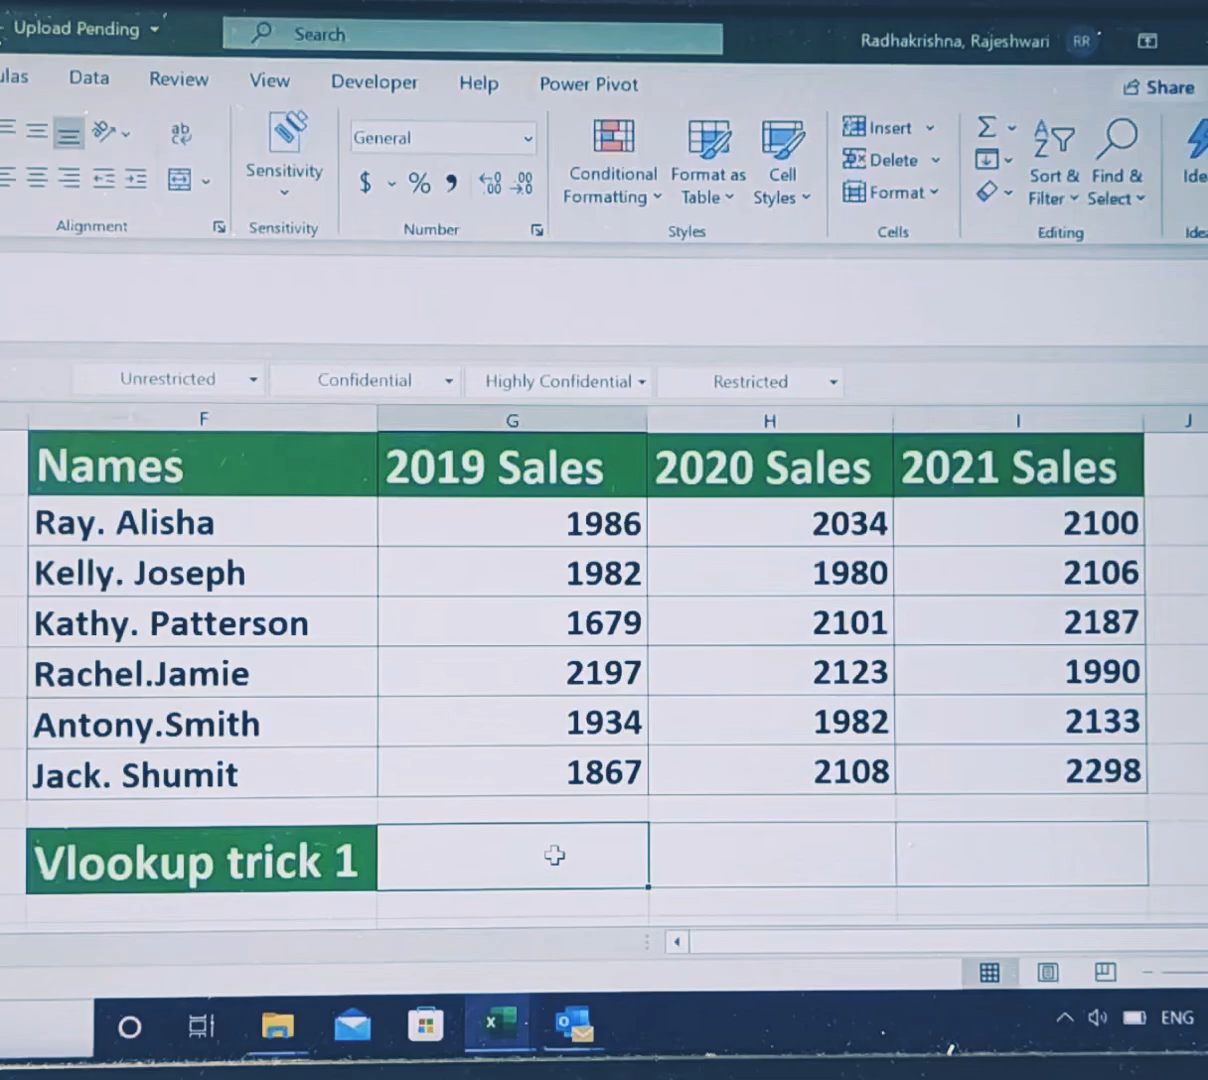 Upload Pending
Search
Radhakrishna, Rajeshwari RR
ulas Data Review View Developer Help Power Pivot Share
ab
General
Insert
Sensitivity
$ % 9 .00
Conditional Formatting
Format as Table
Cell Styles
Delete
Format
Sort & Filter
Find & Select
Ide
Alignment Sensitivity Number Styles Cells Editing Idea
Unrestricted Confidential Highly Confidential Restricted
F G H I J
Names 2019 Sales 2020 Sales 2021 Sales
Ray. Alisha 1986 2034 2100
Kelly. Joseph 1982 1980 2106
Kathy. Patterson 1679 2101 2187
Rachel.Jamie 2197 2123 1990
Antony.Smith 1934 1982 2133
Jack. Shumit 1867 2108 2298
Vlookup trick 1
ENG